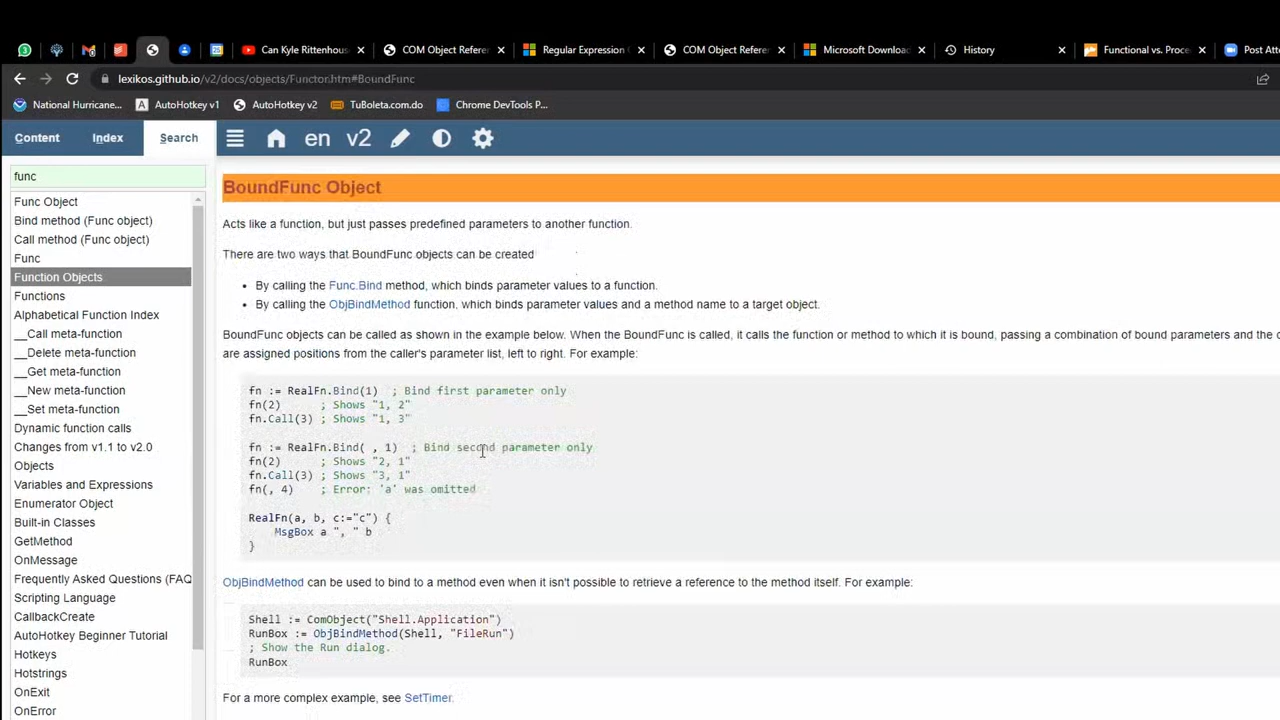 Can Kyle Rittenhous
COM Object Refere
Regular Expression
COM Object Refere
Microsoft Downloa
History
Functional vs. Proce
Post Atte
lexikos.github.io/v2/docs/objects/Functor.htm#BoundFunc
National Hurricane...
AutoHotkey v1
AutoHotkey v2
TuBoleta.com.do
Chrome DevTools P...
Content
Index
Search
en
v2
func
Func Object
Bind method (Func object)
Call method (Func object)
Func
Function Objects
Functions
Alphabetical Function Index
__Call meta-function
__Delete meta-function
__Get meta-function
__New meta-function
__Set meta-function
Dynamic function calls
Changes from v1.1 to v2.0
Objects
Variables and Expressions
Enumerator Object
Built-in Classes
GetMethod
OnMessage
Frequently Asked Questions (FAQ
Scripting Language
CallbackCreate
AutoHotkey Beginner Tutorial
Hotkeys
Hotstrings
OnExit
OnError
BoundFunc Object
Acts like a function, but just passes predefined parameters to another function.
There are two ways that BoundFunc objects can be created
• By calling the Func.Bind method, which binds parameter values to a function.
• By calling the ObjBindMethod function, which binds parameter values and a method name to a target object.
BoundFunc objects can be called as shown in the example below. When the BoundFunc is called, it calls the function or method to which it is bound, passing a combination of bound parameters and the c
are assigned positions from the caller's parameter list, left to right. For example:
fn := RealFn.Bind(1)  ; Bind first parameter only
fn(2)      ; Shows "1, 2"
fn.Call(3) ; Shows "1, 3"
fn := RealFn.Bind( , 1)  ; Bind second parameter only
fn(2)      ; Shows "2, 1"
fn.Call(3) ; Shows "3, 1"
fn(, 4)    ; Error: 'a' was omitted
RealFn(a, b, c:="c") {
MsgBox a ", " b
}
ObjBindMethod can be used to bind to a method even when it isn't possible to retrieve a reference to the method itself. For example:
Shell := ComObject("Shell.Application")
RunBox := ObjBindMethod(Shell, "FileRun")
; Show the Run dialog.
RunBox
For a more complex example, see SetTimer.